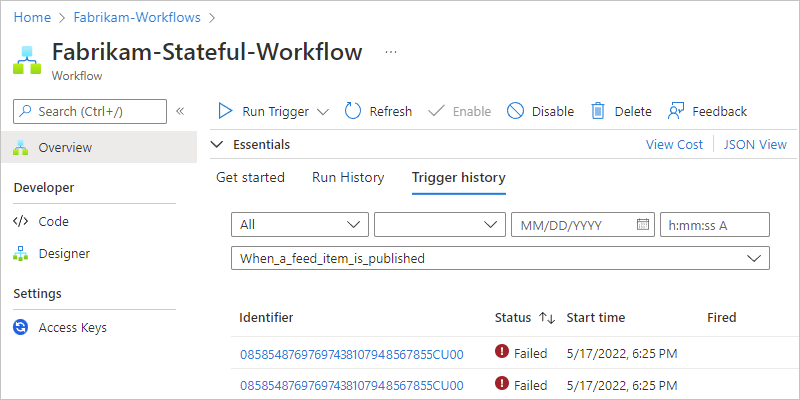 Home > Fabrikam-Workflows >
Fabrikam-Stateful-Workflow ...
Workflow
Search (Ctrl+/) «
Run Trigger Refresh Enable Disable Delete Feedback
Overview
Essentials View Cost JSON View
Get started Run History Trigger history
Developer
Code
Designer
Settings
Access Keys
All MM/DD/YYYY h:mm:ss A
When_a_feed_item_is_published
Identifier Status ↑↓ Start time Fired
08585487697697438107948567855CU00 Failed 5/17/2022, 6:25 PM
08585487697697438107948567855CU00 Failed 5/17/2022, 6:25 PM